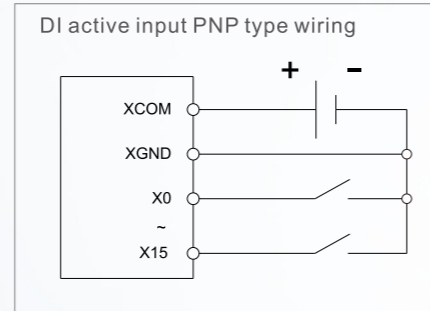 DI active input PNP type wiring
+ -
XCOM
XGND
X0
~
X15